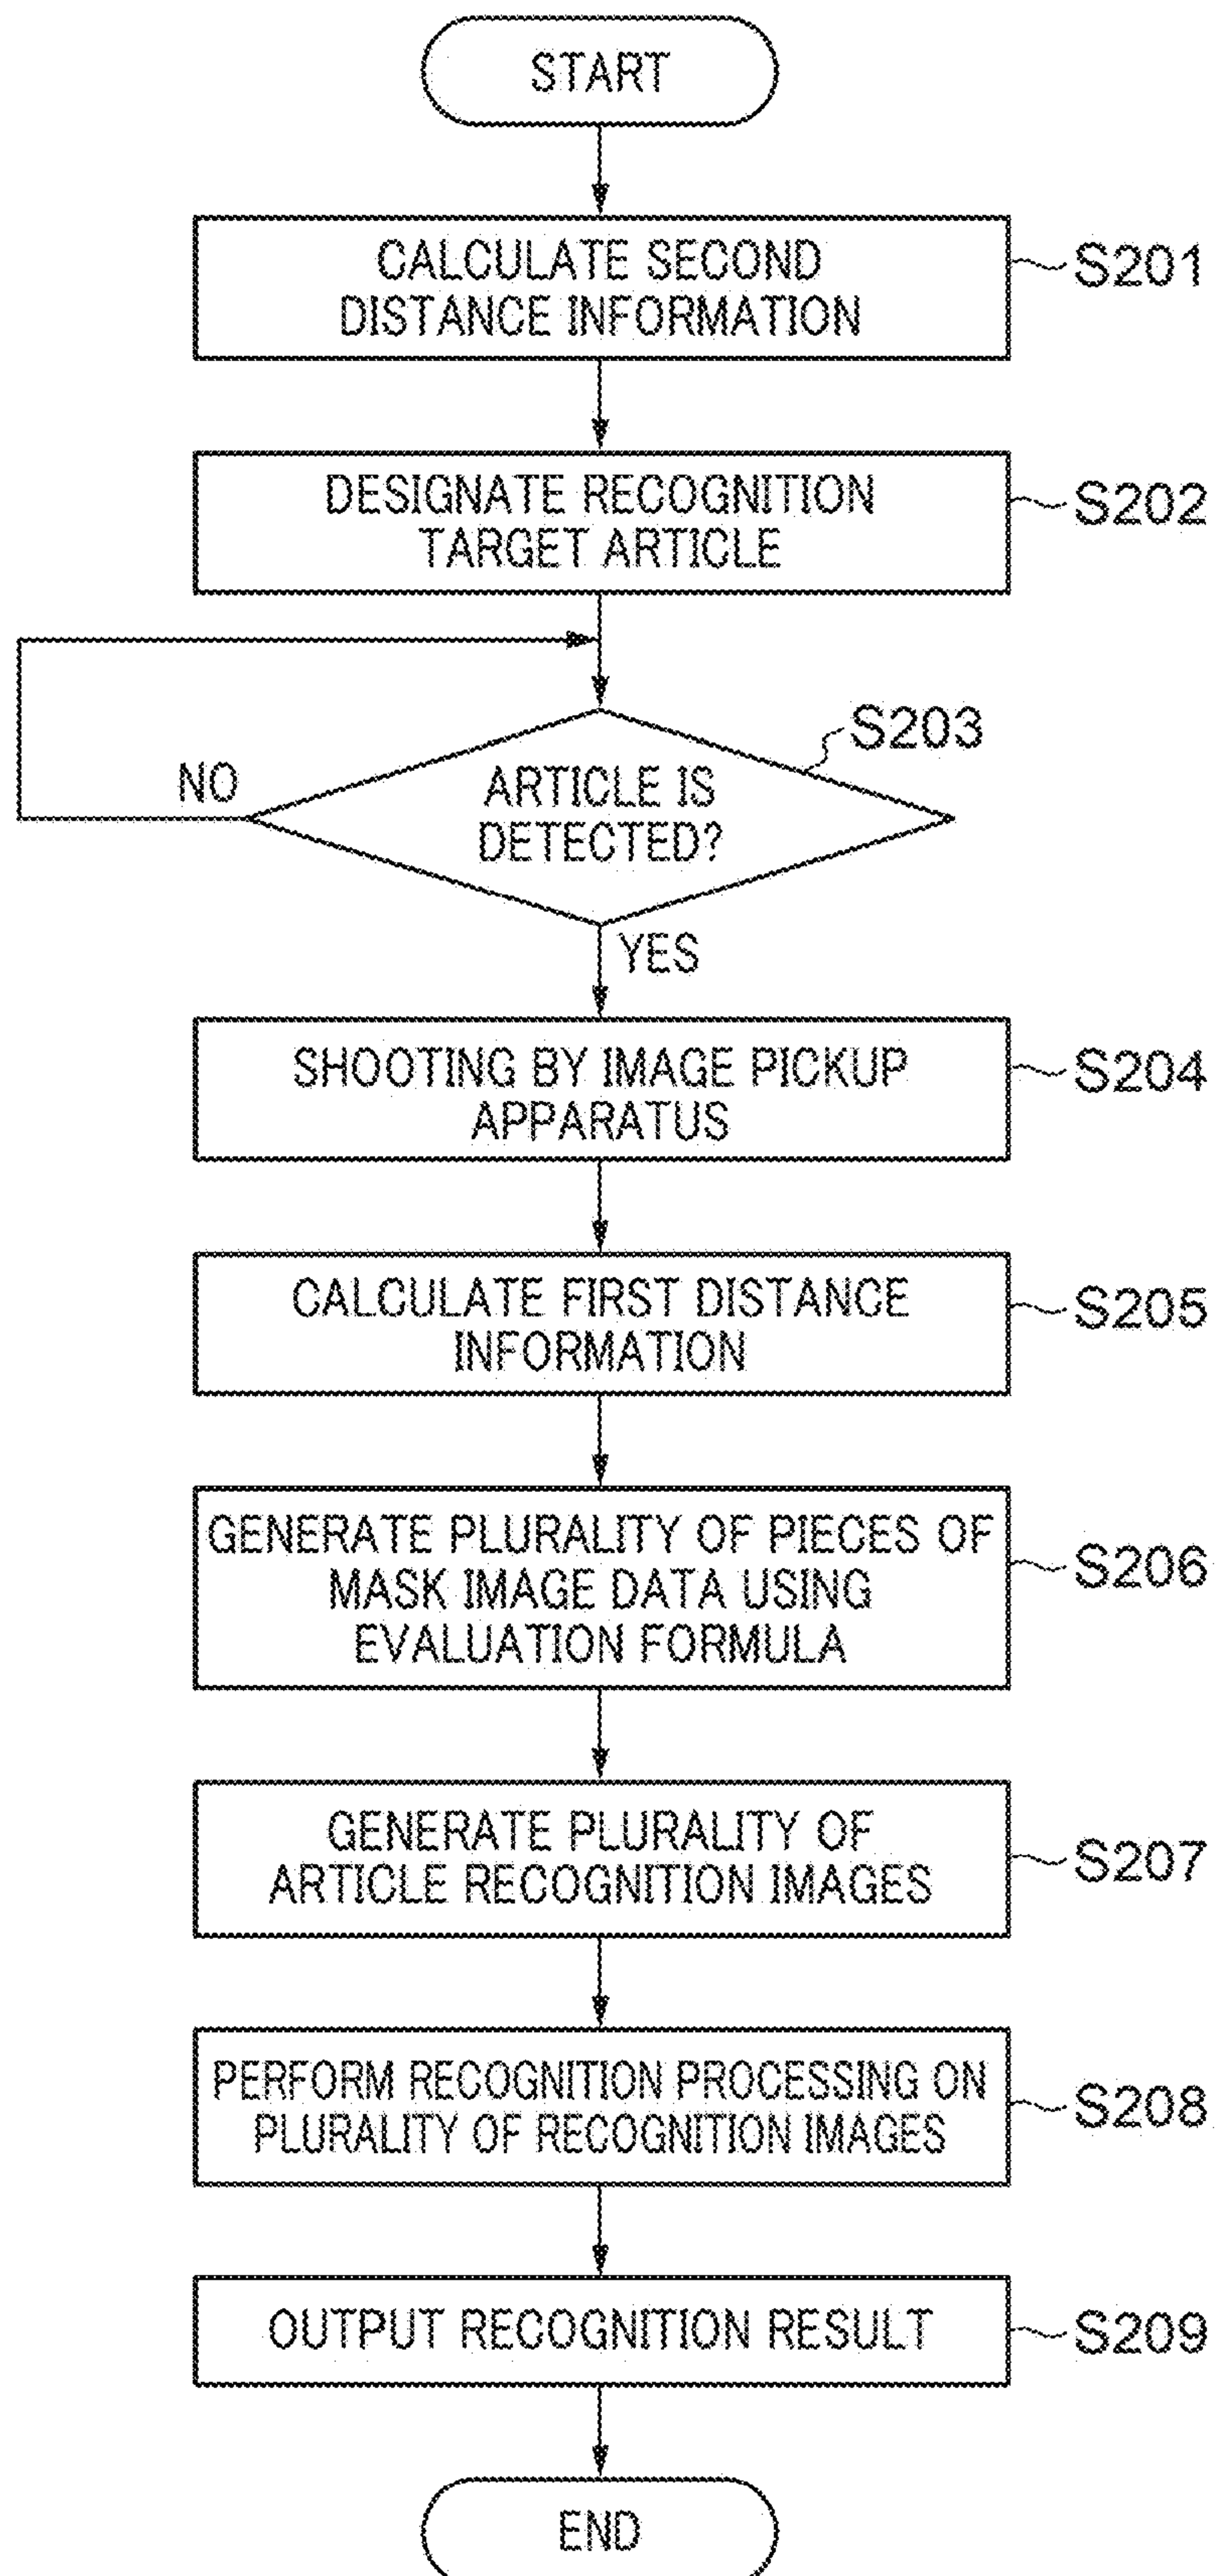 START
CALCULATE SECOND
DISTANCE INFORMATION
S201
DESIGNATE RECOGNITION
TARGET ARTICLE
S202
S203
NO
ARTICLE IS
DETECTED?
YES
SHOOTING BY IMAGE PICKUP
APPARATUS
S204
CALCULATE FIRST DISTANCE
INFORMATION
S205
GENERATE PLURALITY OF PIECES OF
MASK IMAGE DATA USING
EVALUATION FORMULA
S206
GENERATE PLURALITY OF
ARTICLE RECOGNITION IMAGES
S207
PERFORM RECOGNITION PROCESSING ON
PLURALITY OF RECOGNITION IMAGES
S208
OUTPUT RECOGNITION RESULT
S209
END